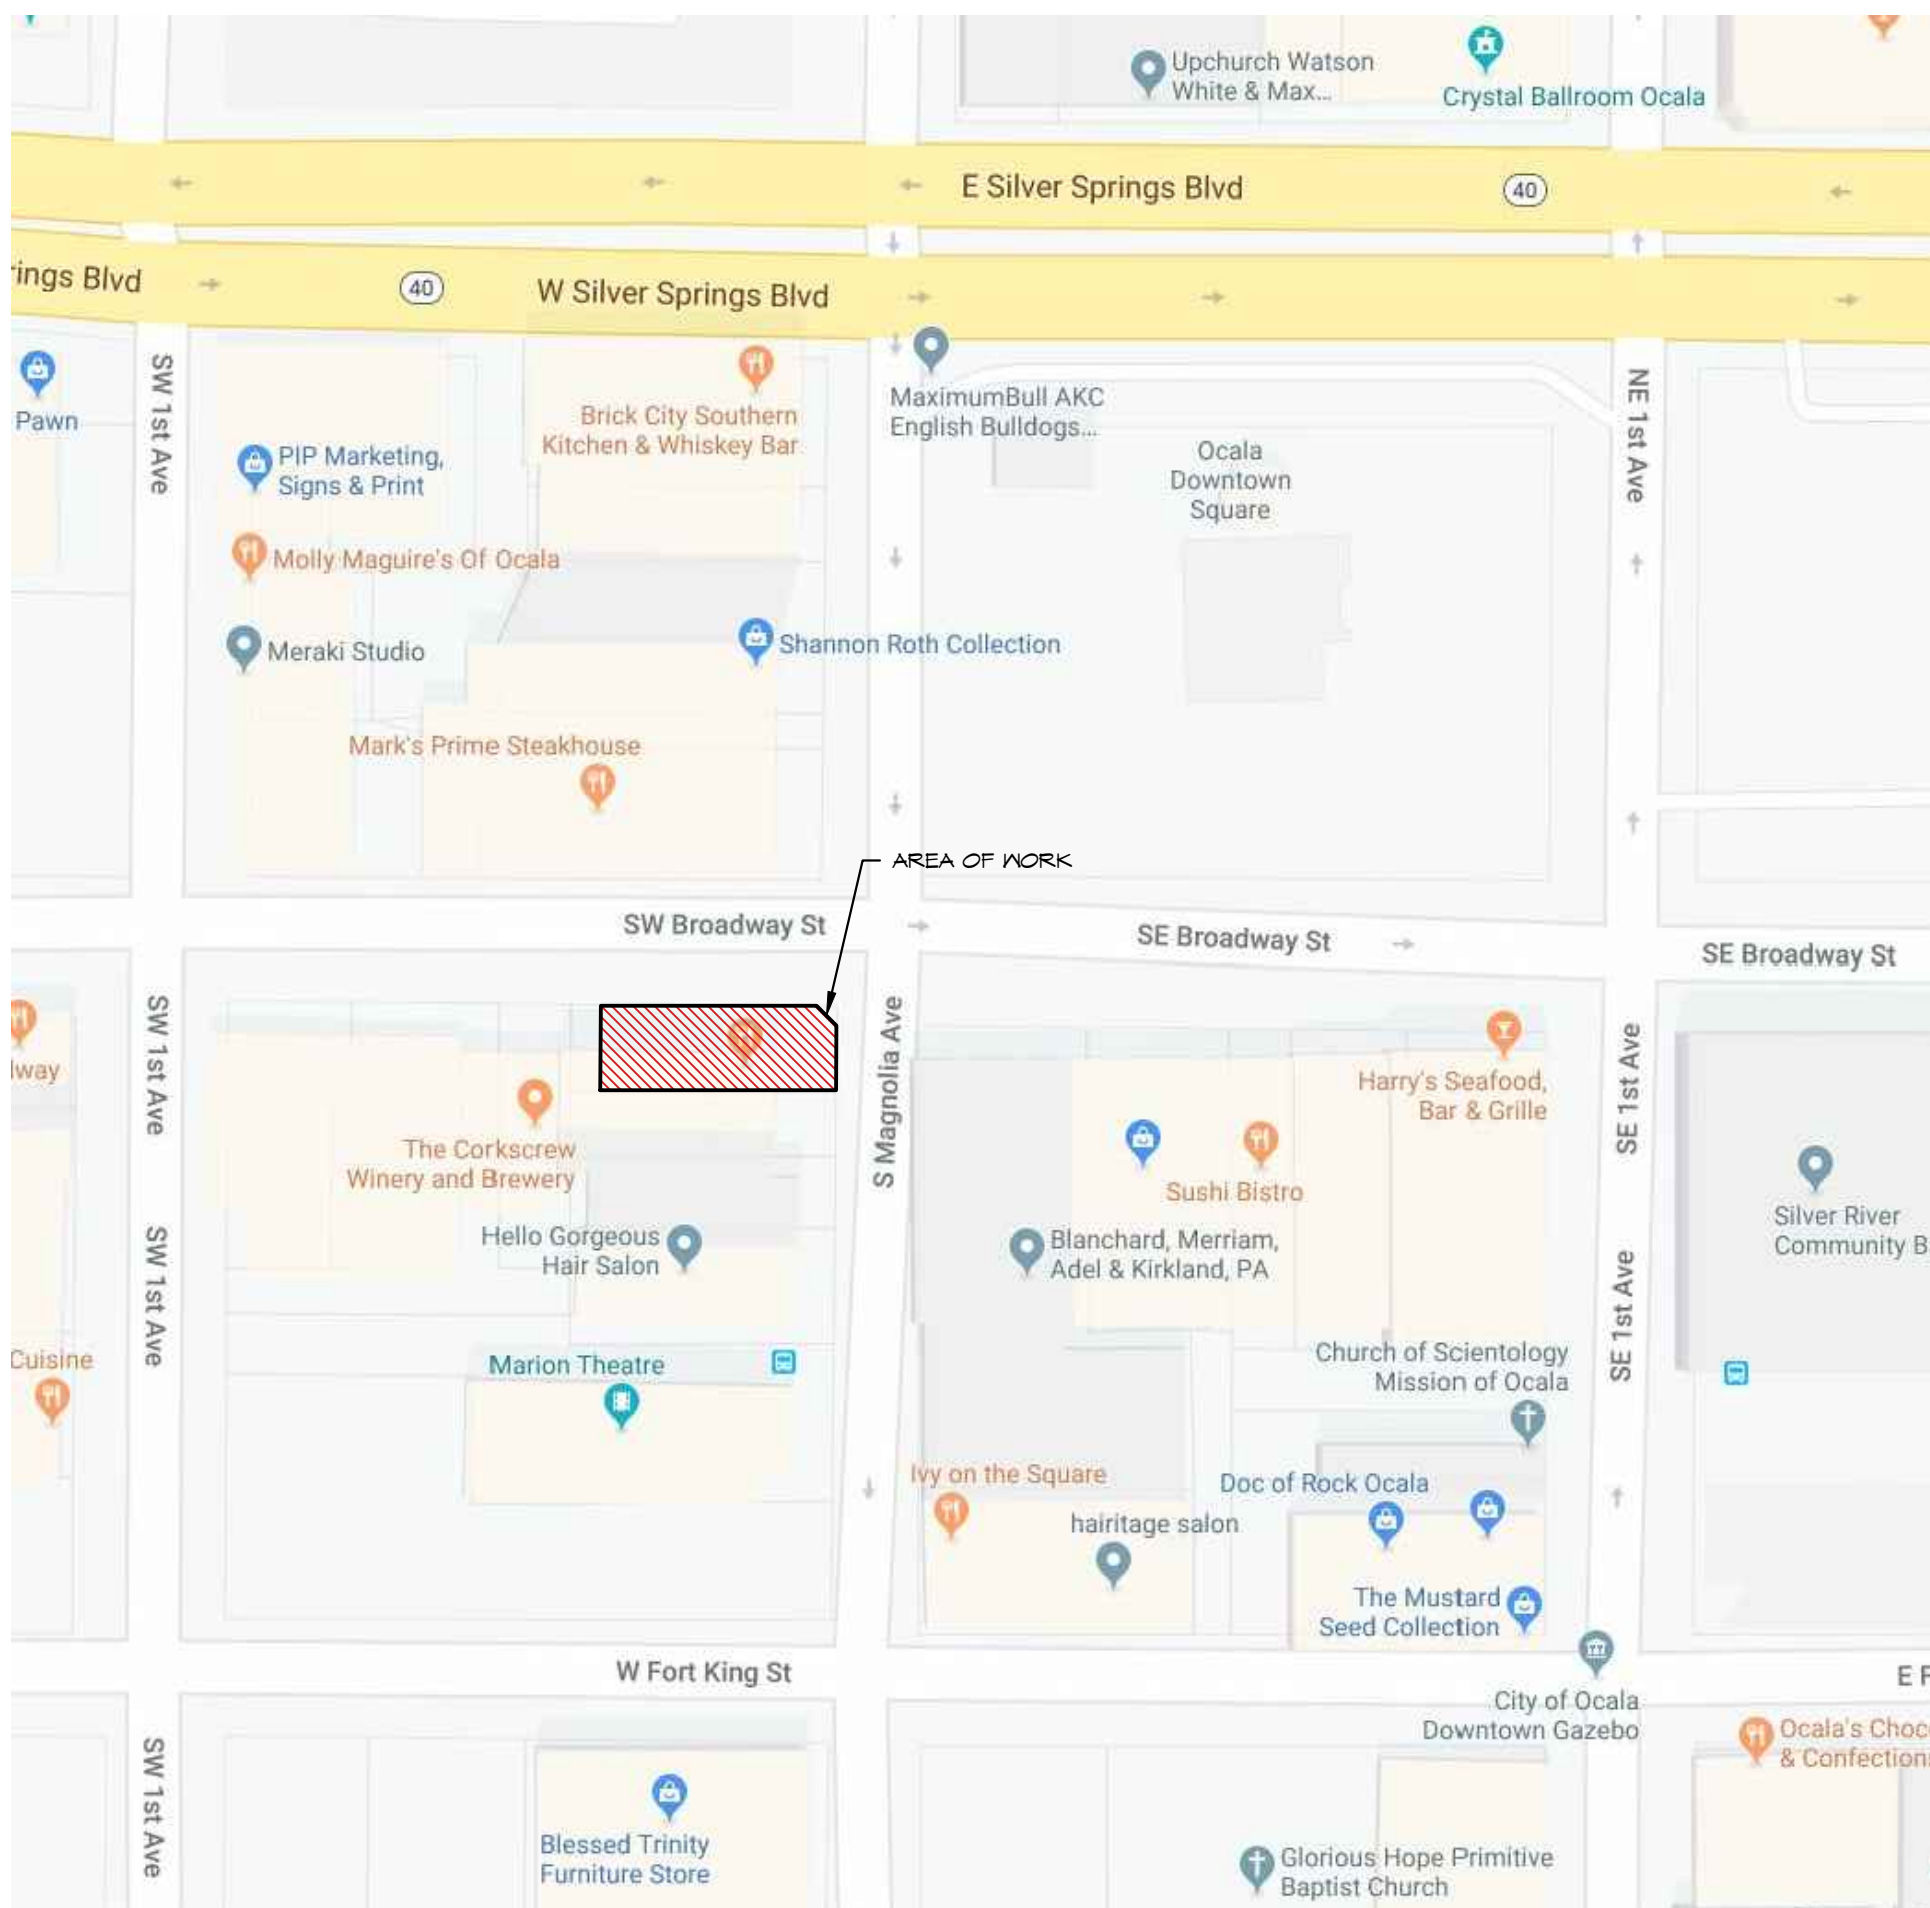 Upchurch Watson
White & Max...
Crystal Ballroom Ocala
E Silver Springs Blvd
40
rings Blvd
40
W Silver Springs Blvd
Pawn
SW 1st Ave
PIP Marketing,
Signs & Print
Brick City Southern
Kitchen & Whiskey Bar
MaximumBull AKC
English Bulldogs...
Ocala
Downtown
Square
NE 1st Ave
Molly Maguire's Of Ocala
Meraki Studio
Shannon Roth Collection
Mark's Prime Steakhouse
AREA OF WORK
SW Broadway St
SE Broadway St
SE Broadway St
SW 1st Ave
S Magnolia Ave
SE 1st Ave
lway
The Corkscrew
Winery and Brewery
Harry's Seafood,
Bar & Grille
Sushi Bistro
Hello Gorgeous
Hair Salon
Blanchard, Merriam,
Adel & Kirkland, PA
Silver River
Community B
SW 1st Ave
SE 1st Ave
Cuisine
Marion Theatre
Church of Scientology
Mission of Ocala
Ivy on the Square
Doc of Rock Ocala
hairitage salon
The Mustard
Seed Collection
W Fort King St
E F
City of Ocala
Downtown Gazebo
Ocala's Choc
& Confection
SW 1st Ave
Blessed Trinity
Furniture Store
Glorious Hope Primitive
Baptist Church